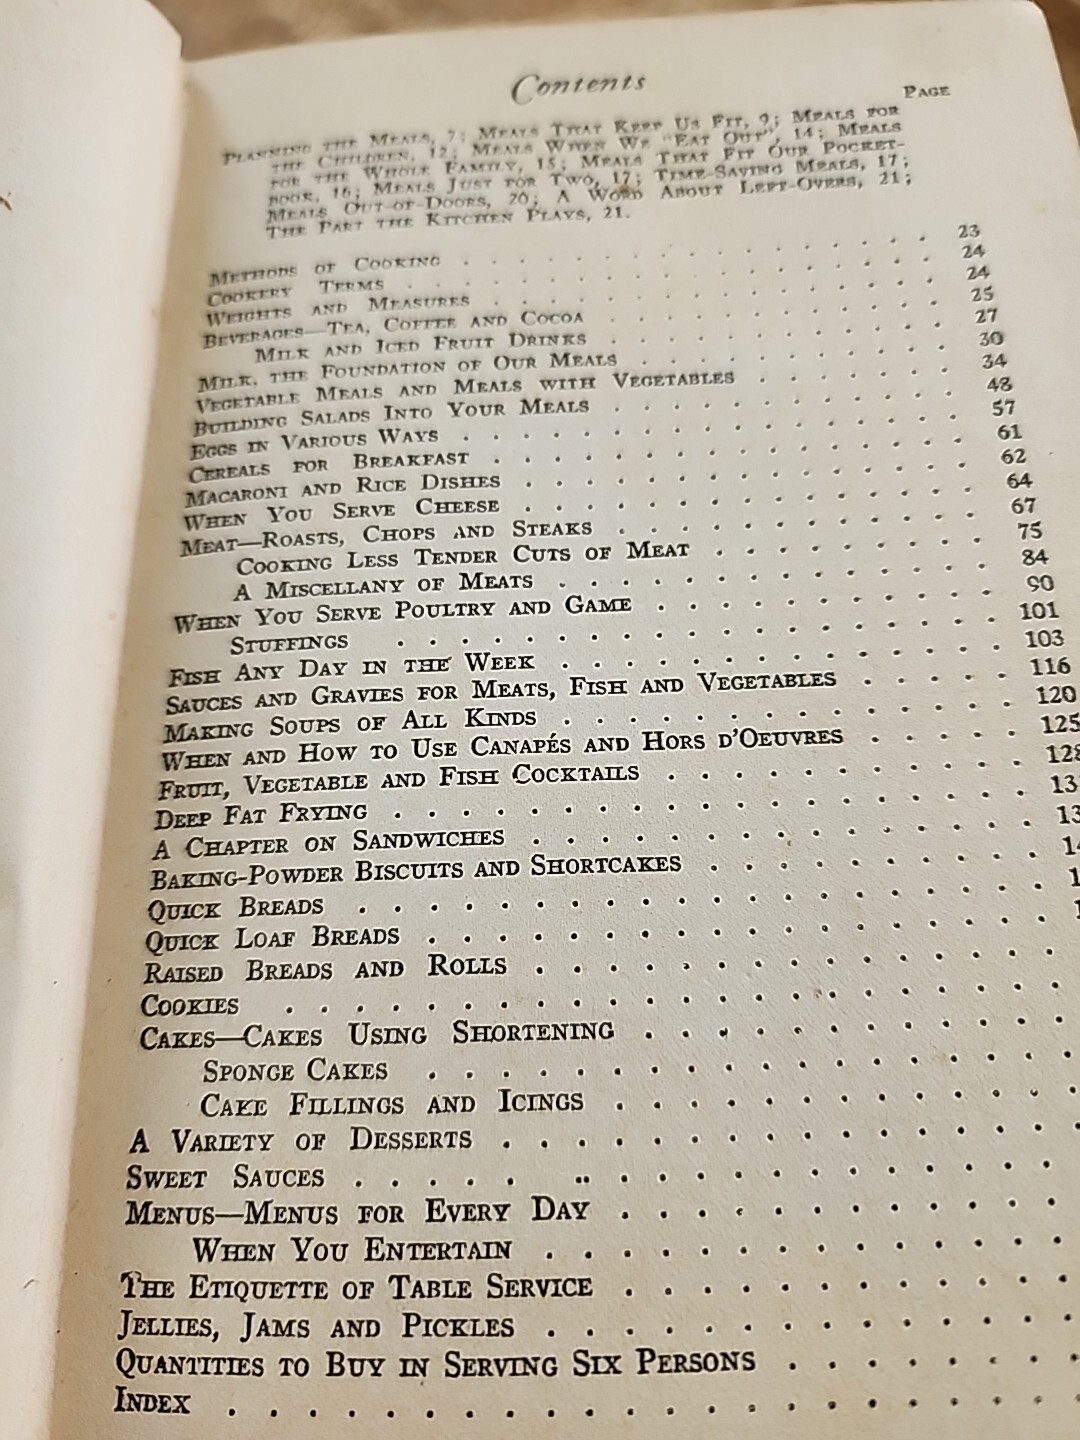 Contents
PAGE
PLANNING THE MEALS, 7; MEALS THAT KEEP US FIT, 9; MEALS FOR
THE CHILDREN, 12; MEALS WHEN WE "EAT OUT", 14; MEALS
FOR THE WHOLE FAMILY, 15; MEALS THAT FIT OUR POCKET-
BOOK, 16; MEALS JUST FOR TWO, 17; TIME-SAVING MEALS, 17;
MEALS OUT-OF-DOORS, 20; A WORD ABOUT LEFT-OVERS, 21;
THE PART THE KITCHEN PLAYS, 21.
METHODS OF COOKING . . . . . . . . . . . . . 23
COOKERY TERMS . . . . . . . . . . . . . . 24
WEIGHTS AND MEASURES . . . . . . . . . . . . 24
BEVERAGES—TEA, COFFEE AND COCOA . . . . . . . . . 25
MILK AND ICED FRUIT DRINKS . . . . . . . . . 27
MILK, THE FOUNDATION OF OUR MEALS . . . . . . . . 30
VEGETABLE MEALS AND MEALS WITH VEGETABLES . . . . . . 34
BUILDING SALADS INTO YOUR MEALS . . . . . . . . . 48
EGGS IN VARIOUS WAYS . . . . . . . . . . . . 57
CEREALS FOR BREAKFAST . . . . . . . . . . . . 61
MACARONI AND RICE DISHES . . . . . . . . . . . 62
WHEN YOU SERVE CHEESE . . . . . . . . . . . . 64
MEAT—ROASTS, CHOPS AND STEAKS . . . . . . . . . 67
COOKING LESS TENDER CUTS OF MEAT . . . . . . . 75
A MISCELLANY OF MEATS . . . . . . . . . . . 84
WHEN YOU SERVE POULTRY AND GAME . . . . . . . . . 90
STUFFINGS . . . . . . . . . . . . . . . 101
FISH ANY DAY IN THE WEEK . . . . . . . . . . . 103
SAUCES AND GRAVIES FOR MEATS, FISH AND VEGETABLES . . . . 116
MAKING SOUPS OF ALL KINDS . . . . . . . . . . . 120
WHEN AND HOW TO USE CANAPÉS AND HORS D'OEUVRES . . . . 125
FRUIT, VEGETABLE AND FISH COCKTAILS . . . . . . . . 128
DEEP FAT FRYING . . . . . . . . . . . . . .
A CHAPTER ON SANDWICHES . . . . . . . . . . .
BAKING-POWDER BISCUITS AND SHORTCAKES . . . . . . .
QUICK BREADS . . . . . . . . . . . . . . .
QUICK LOAF BREADS . . . . . . . . . . . . .
RAISED BREADS AND ROLLS . . . . . . . . . . .
COOKIES . . . . . . . . . . . . . . . .
CAKES—CAKES USING SHORTENING . . . . . . . . .
SPONGE CAKES . . . . . . . . . . . . . .
CAKE FILLINGS AND ICINGS . . . . . . . . . .
A VARIETY OF DESSERTS . . . . . . . . . . . .
SWEET SAUCES . . . . . . . . . . . . . . .
MENUS—MENUS FOR EVERY DAY . . . . . . . . . .
WHEN YOU ENTERTAIN . . . . . . . . . . . .
THE ETIQUETTE OF TABLE SERVICE . . . . . . . . .
JELLIES, JAMS AND PICKLES . . . . . . . . . . .
QUANTITIES TO BUY IN SERVING SIX PERSONS . . . . . .
INDEX . . . . . . . . . . . . . . . . .